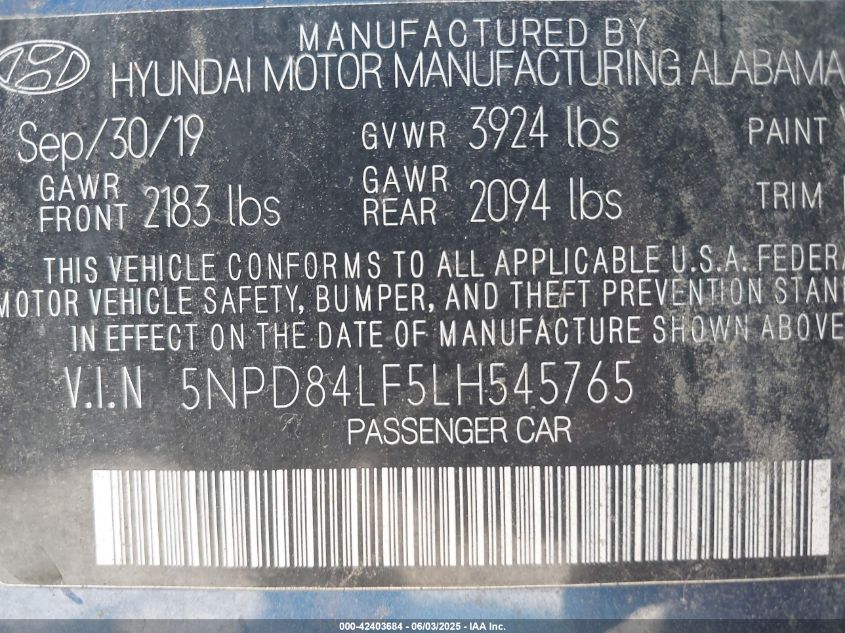 MANUFACTURED BY
HYUNDAI MOTOR MANUFACTURING ALABAMA
Sep/30/19 GVWR 3924 lbs PAINT
GAWR FRONT 2183 lbs GAWR REAR 2094 lbs TRIM
THIS VEHICLE CONFORMS TO ALL APPLICABLE U.S.A. FEDERA
MOTOR VEHICLE SAFETY, BUMPER, AND THEFT PREVENTION STAN
IN EFFECT ON THE DATE OF MANUFACTURE SHOWN ABOVE
V.I.N 5NPD84LF5LH545765
PASSENGER CAR
000-42403684 - 06/03/2025 - IAA Inc.